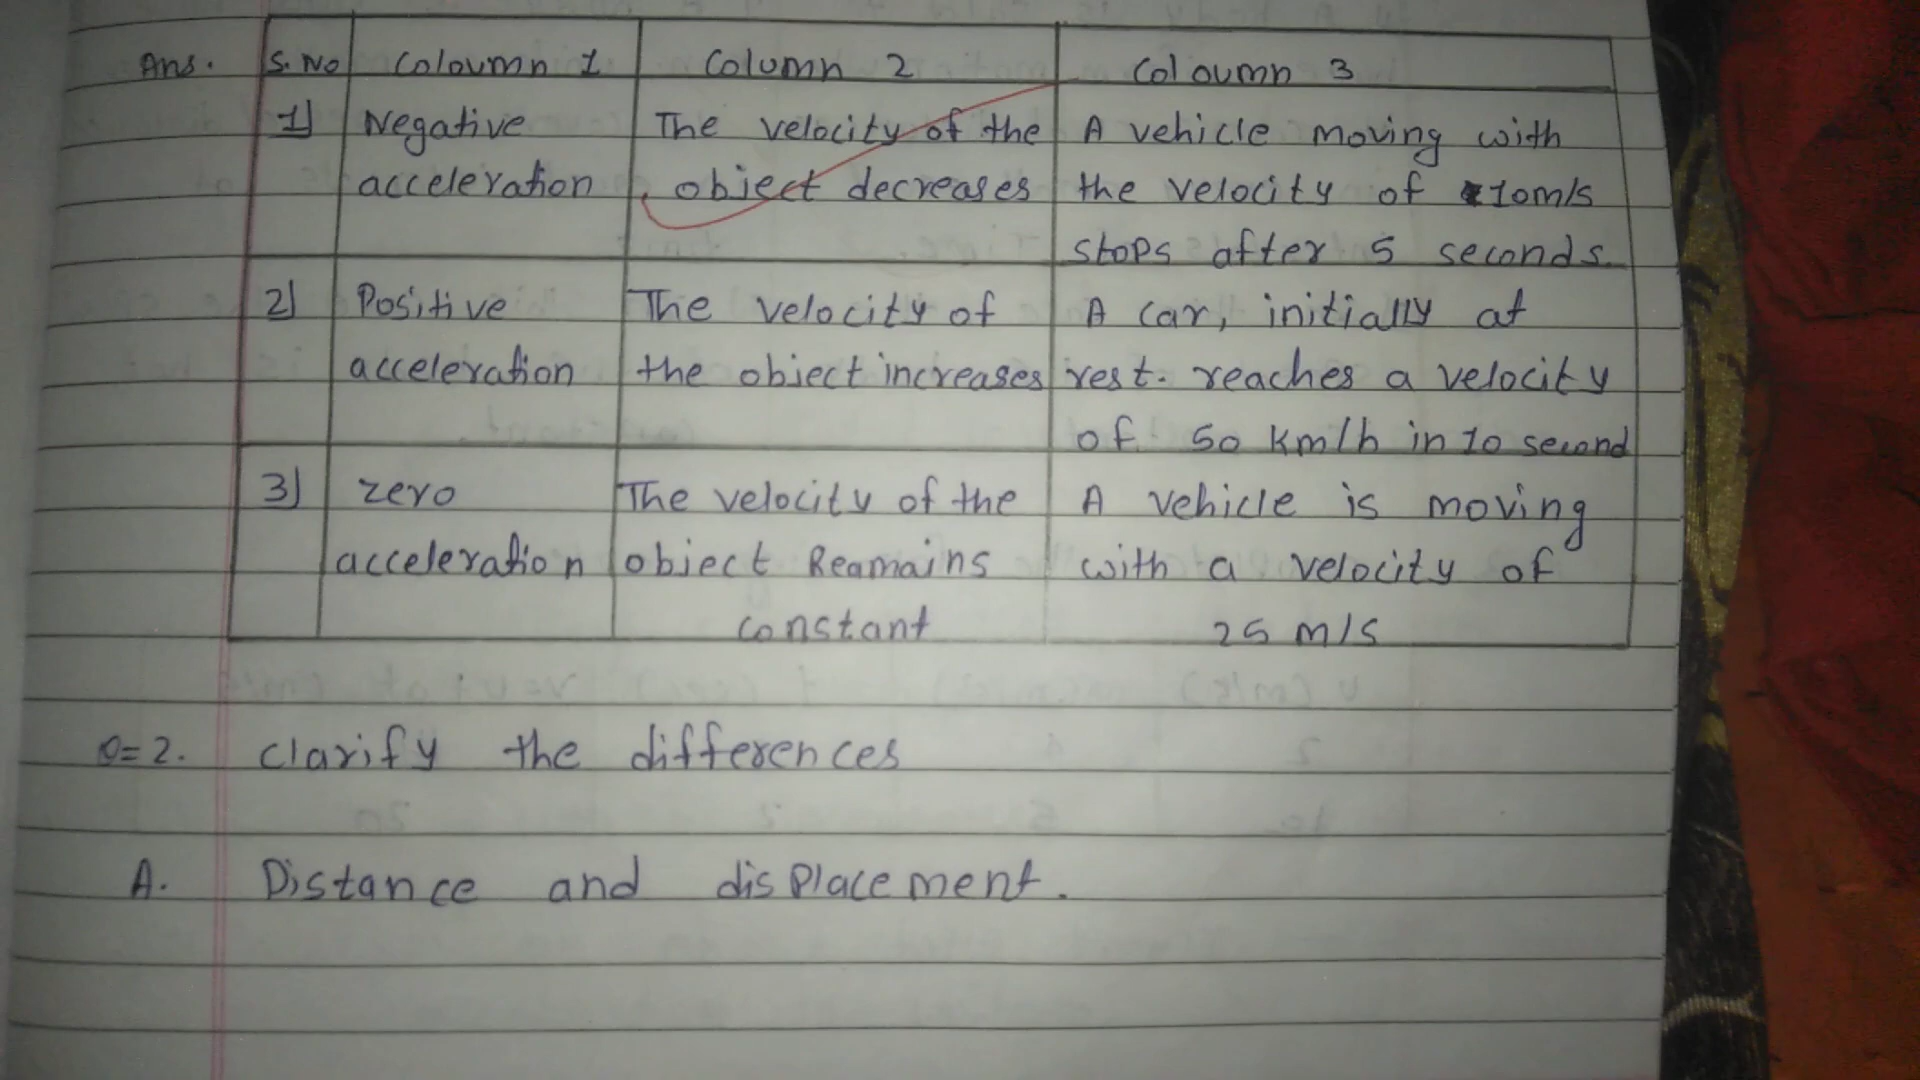 Ans. S. No Coloumn 1 Column 2 Coloumn 3
1) Negative The velocity of the A vehicle moving with
acceleration object decreases the velocity of 10m/s
stops after 5 seconds.
2) Positive The velocity of A car, initially at
acceleration the object increases rest. reaches a velocity
of 50 km/h in 10 second
3) zero The velocity of the A vehicle is moving
acceleration object Reamains with a velocity of
constant 25 m/s
Q=2. clarify the differences
A. Distance and displacement.